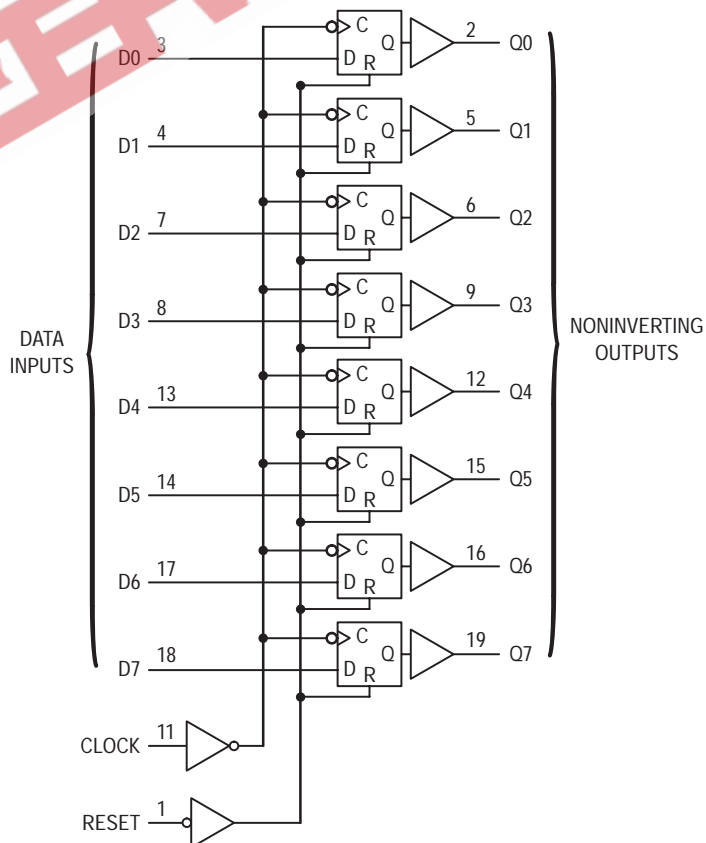 C
Q
D
R
2
Q0
D0
3
C
Q
D
R
5
Q1
D1
4
C
Q
D
R
6
Q2
D2
7
C
Q
D
R
9
Q3
D3
8
DATA
INPUTS
NONINVERTING
OUTPUTS
C
Q
D
R
12
Q4
D4
13
C
Q
D
R
15
Q5
D5
14
C
Q
D
R
16
Q6
D6
17
C
Q
D
R
19
Q7
D7
18
CLOCK
11
RESET
1